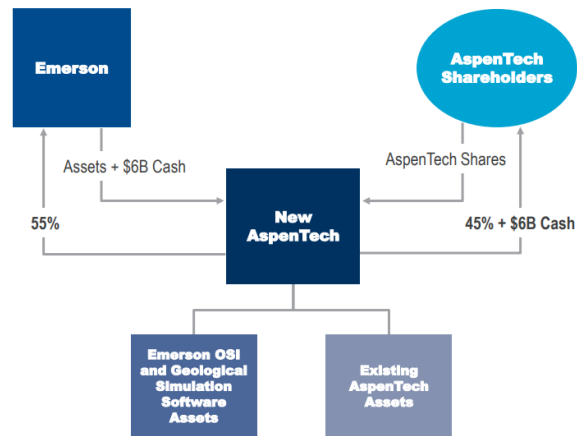 Emerson
AspenTech
Shareholders
Assets + $6B Cash
AspenTech Shares
55%
New
AspenTech
45% + $6B Cash
Emerson OSI
and Geological
Simulation
Software
Assets
Existing
AspenTech
Assets